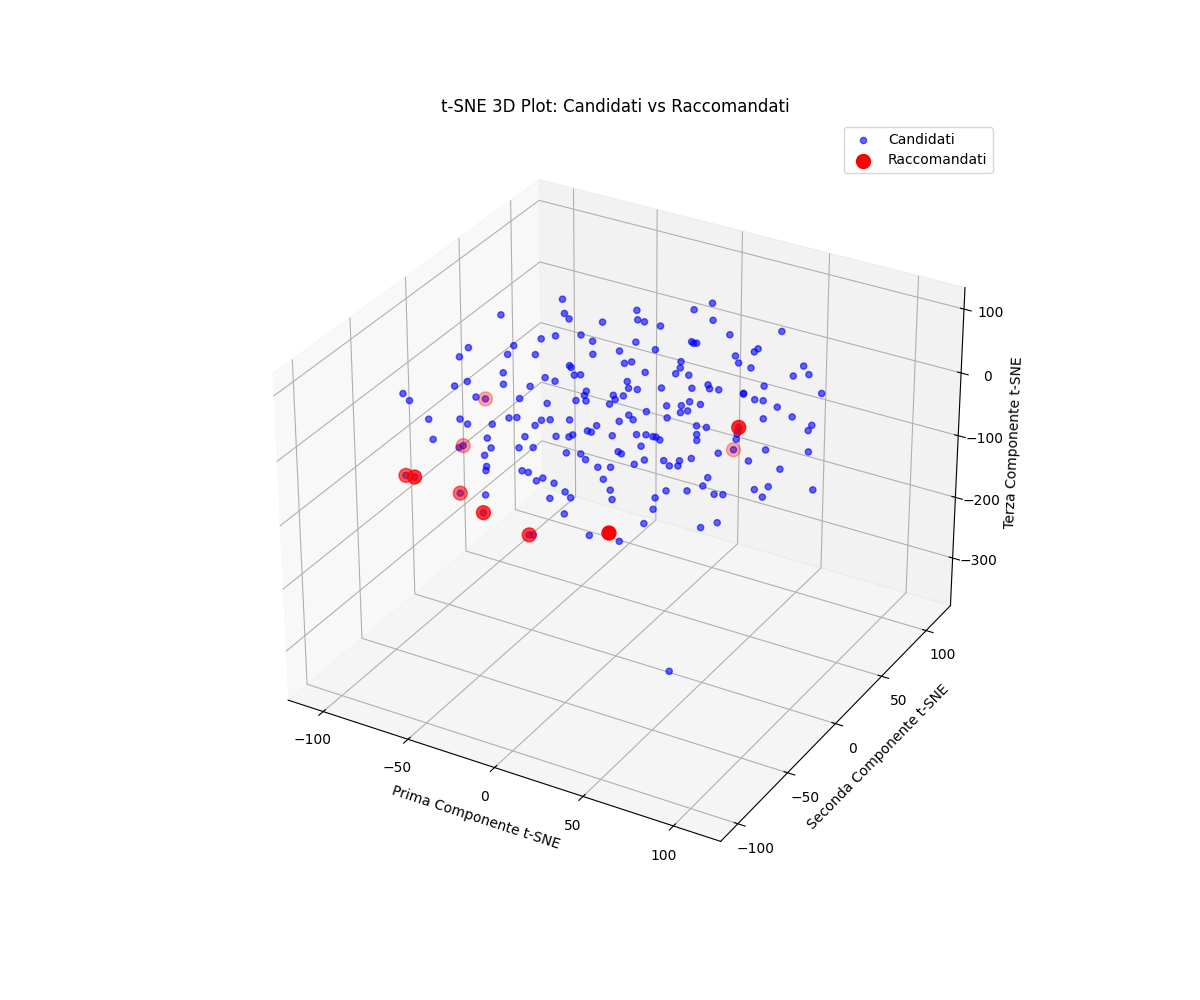 t-SNE 3D Plot: Candidati vs Raccomandati
Candidati
Raccomandati
100
0
−100
−200
−300
Terza Componente t-SNE
100
50
0
−50
−100
Seconda Componente t-SNE
−100
−50
0
50
100
Prima Componente t-SNE